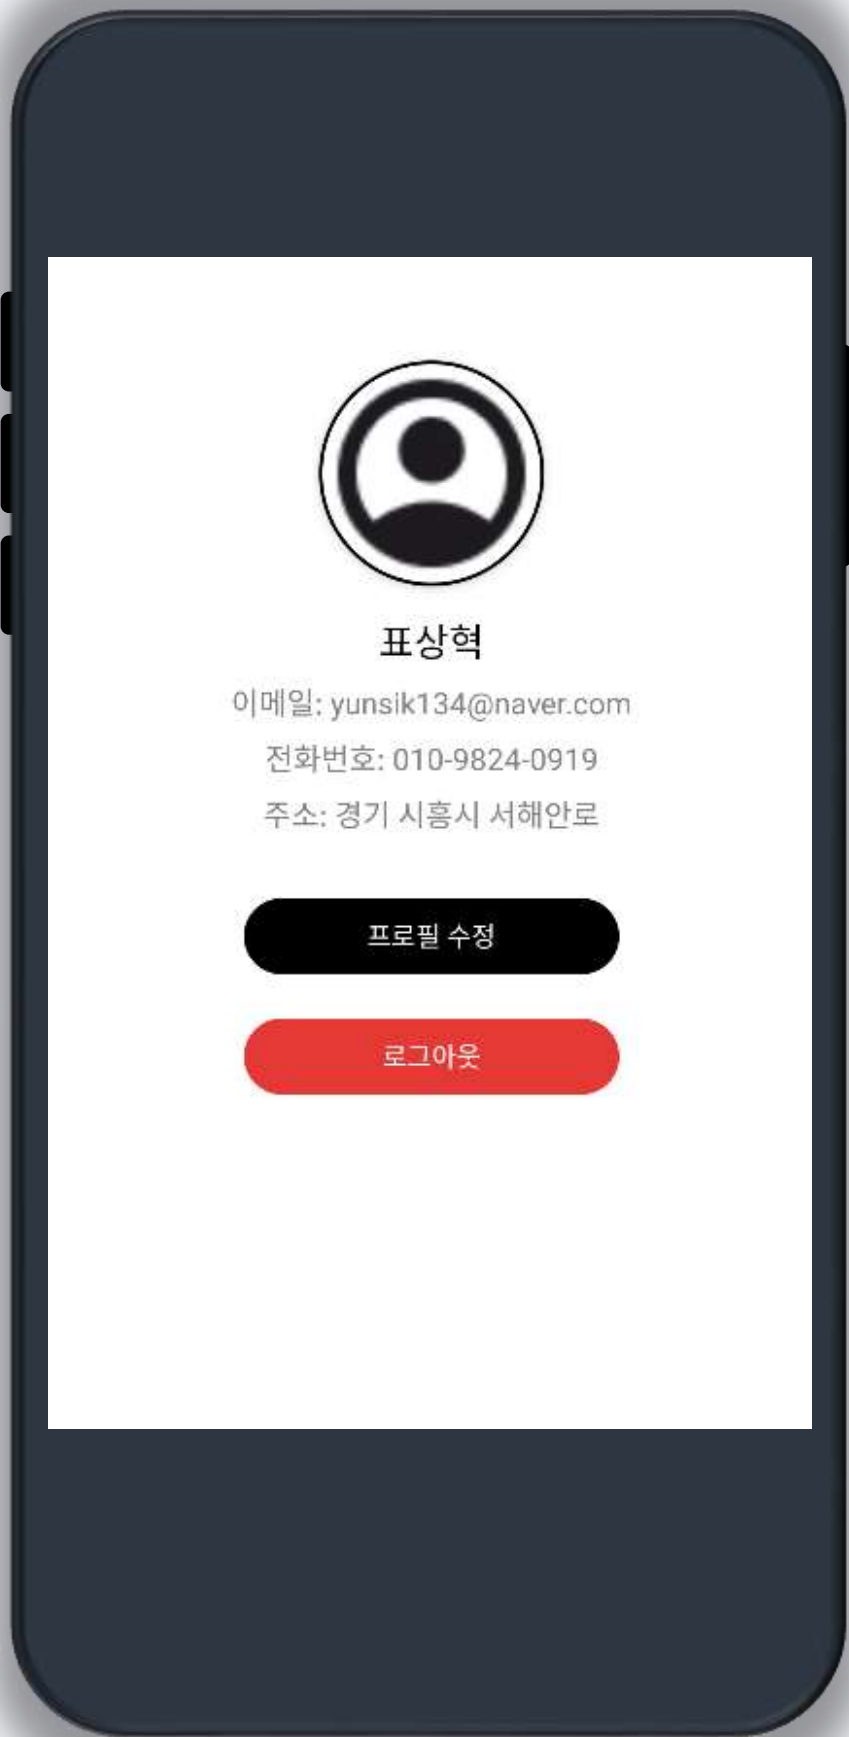 표상혁
이메일: yunsik134@naver.com
전화번호: 010-9824-0919
주소: 경기 시흥시 서해안로
프로필 수정
로그아웃